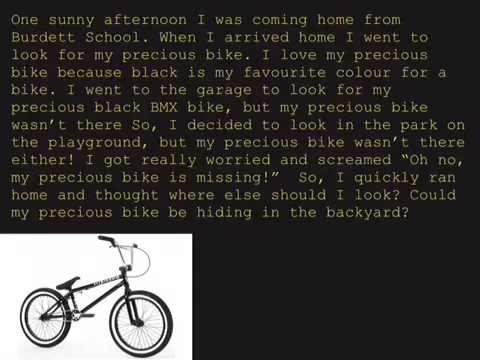 One sunny afternoon I was coming home from
Burdett School. When I arrived home I went to
look for my precious bike. I love my precious
bike because black is my favourite colour for a
bike. I went to the garage to look for my
precious black BMX bike, but my precious bike
wasn’t there So, I decided to look in the park on
the playground, but my precious bike wasn’t there
either! I got really worried and screamed “Oh no,
my precious bike is missing!”  So, I quickly ran
home and thought where else should I look? Could
my precious bike be hiding in the backyard?